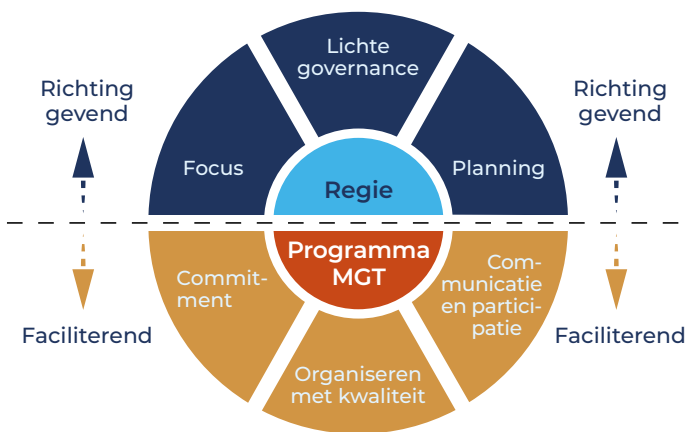 Lichte
governance
Richting
gevend
Richting
gevend
Focus
Planning
Regie
Programma
MGT
Commit-
ment
Com-
municatie
en partici-
patie
Faciliterend
Faciliterend
Organiseren
met kwaliteit